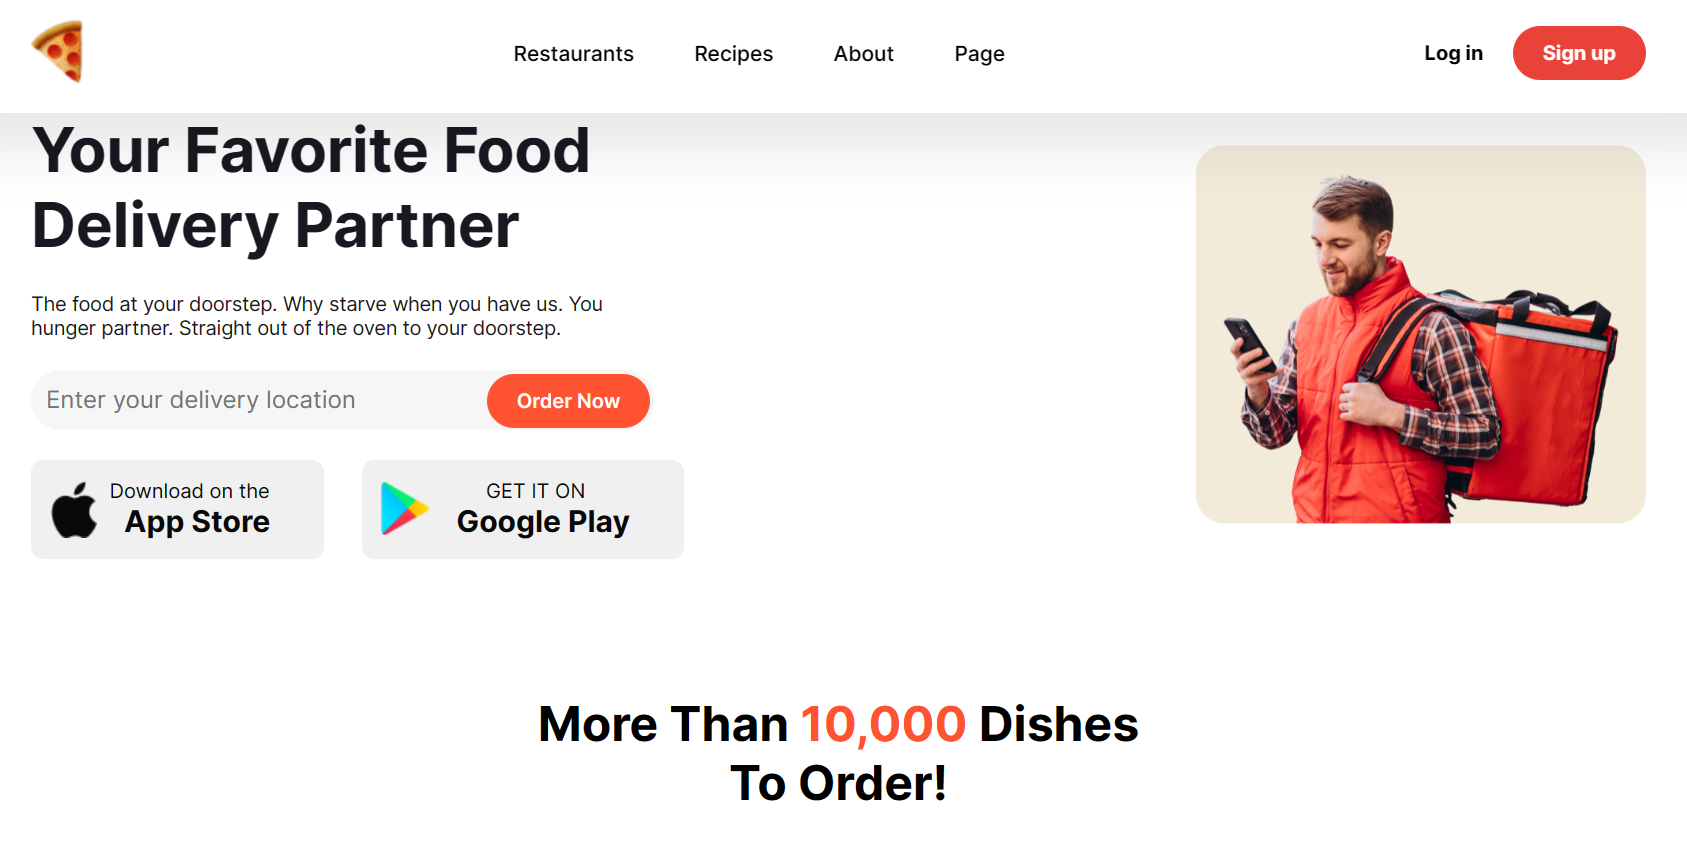 Restaurants Recipes About Page Log in Sign up
Your Favorite Food
Delivery Partner
The food at your doorstep. Why starve when you have us. You
hunger partner. Straight out of the oven to your doorstep.
Enter your delivery location Order Now
Download on the
App Store
GET IT ON
Google Play
More Than 10,000 Dishes
To Order!